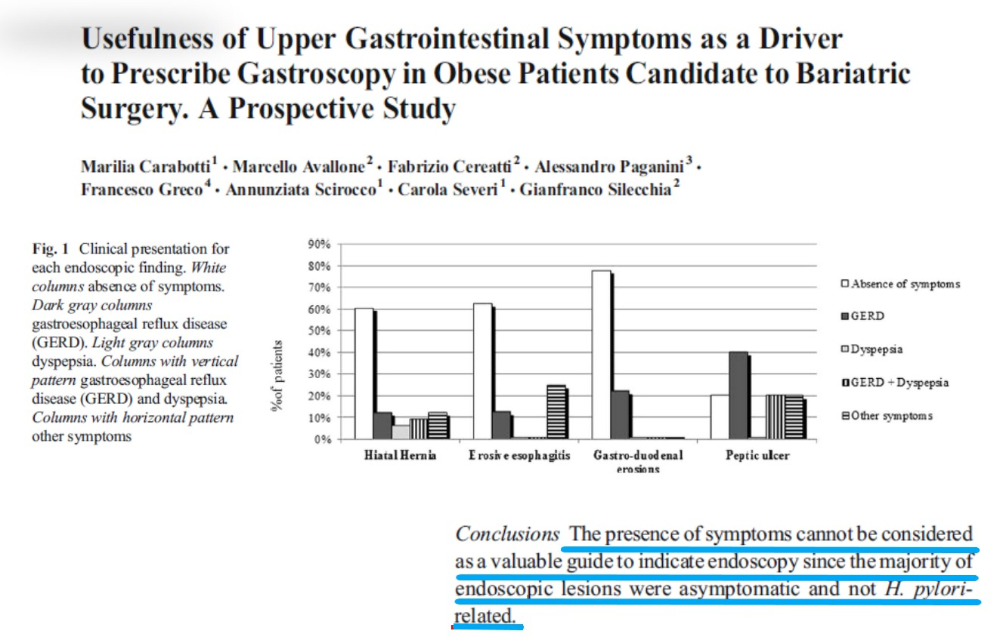 Usefulness of Upper Gastrointestinal Symptoms as a Driver
to Prescribe Gastroscopy in Obese Patients Candidate to Bariatric
Surgery. A Prospective Study
Marilia Carabotti1 · Marcello Avallone2 · Fabrizio Cereatti2 · Alessandro Paganini3 ·
Francesco Greco4 · Annunziata Scirocco1 · Carola Severi1 · Gianfranco Silecchia2
Fig. 1 Clinical presentation for
each endoscopic finding. White
columns absence of symptoms.
Dark gray columns
gastroesophageal reflux disease
(GERD). Light gray columns
dyspepsia. Columns with vertical
pattern gastroesophageal reflux
disease (GERD) and dyspepsia.
Columns with horizontal pattern
other symptoms
%of patients
90%
80%
70%
60%
50%
40%
30%
20%
10%
0%
Hiatal Hernia
Erosive esophagitis
Gastro-duodenal
erosions
Peptic ulcer
Absence of symptoms
GERD
Dyspepsia
GERD + Dyspepsia
Other symptoms
Conclusions The presence of symptoms cannot be considered
as a valuable guide to indicate endoscopy since the majority of
endoscopic lesions were asymptomatic and not H. pylori-
related.